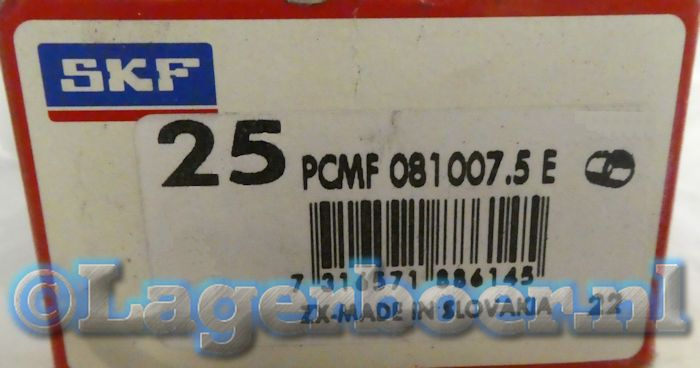 SKF
25 PCMF 081007.5 E
7 316571 886145
ZX-MADE IN SLOVAKIA 22
©Lagerboer.nl